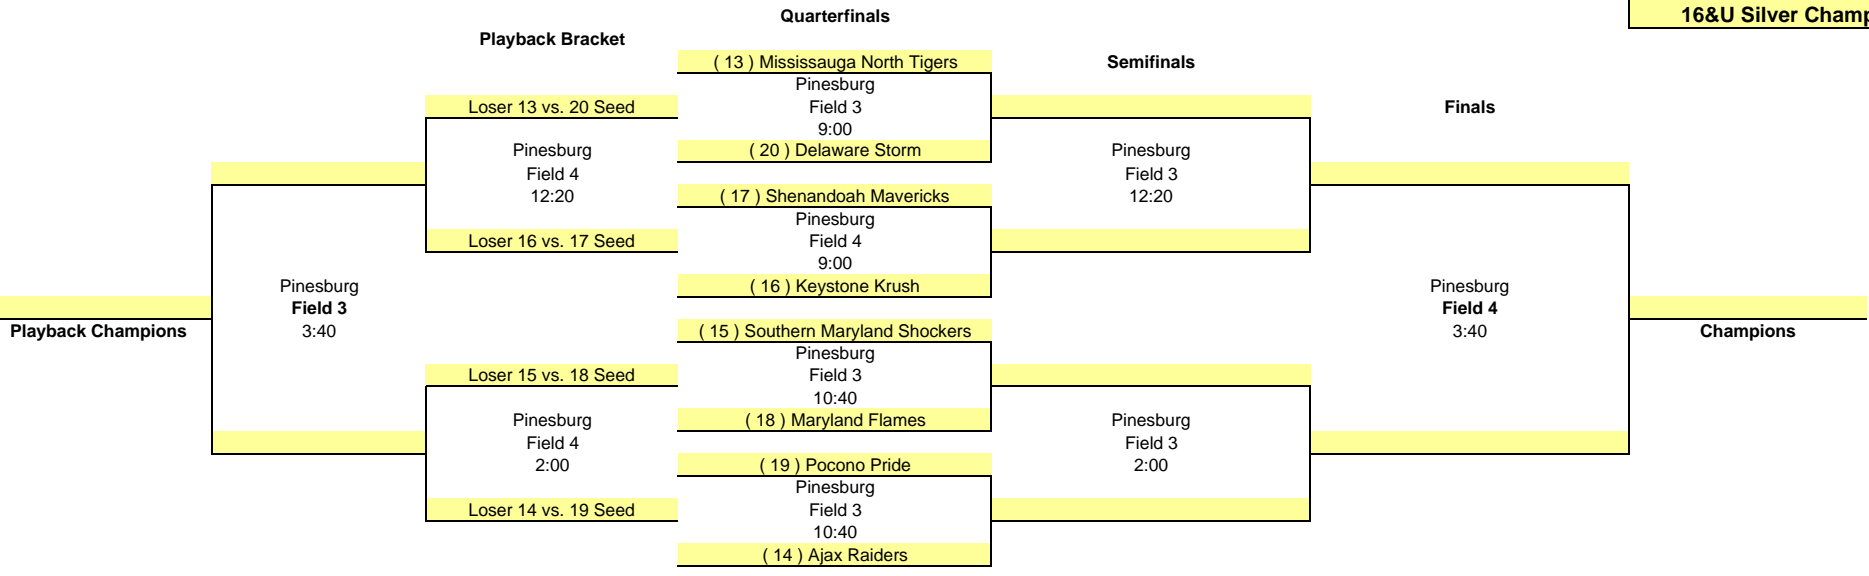 Quarterfinals
16&U Silver Champ
Playback Bracket
( 13 ) Mississauga North Tigers
Semifinals
Pinesburg
Loser 13 vs. 20 Seed
Field 3
Finals
9:00
Pinesburg
( 20 ) Delaware Storm
Pinesburg
Field 4
Field 3
12:20
( 17 ) Shenandoah Mavericks
12:20
Pinesburg
Loser 16 vs. 17 Seed
Field 4
9:00
Pinesburg
( 16 ) Keystone Krush
Pinesburg
Field 3
Field 4
Playback Champions
3:40
( 15 ) Southern Maryland Shockers
3:40
Champions
Pinesburg
Loser 15 vs. 18 Seed
Field 3
10:40
Pinesburg
( 18 ) Maryland Flames
Pinesburg
Field 4
Field 3
2:00
( 19 ) Pocono Pride
2:00
Pinesburg
Loser 14 vs. 19 Seed
Field 3
10:40
( 14 ) Ajax Raiders